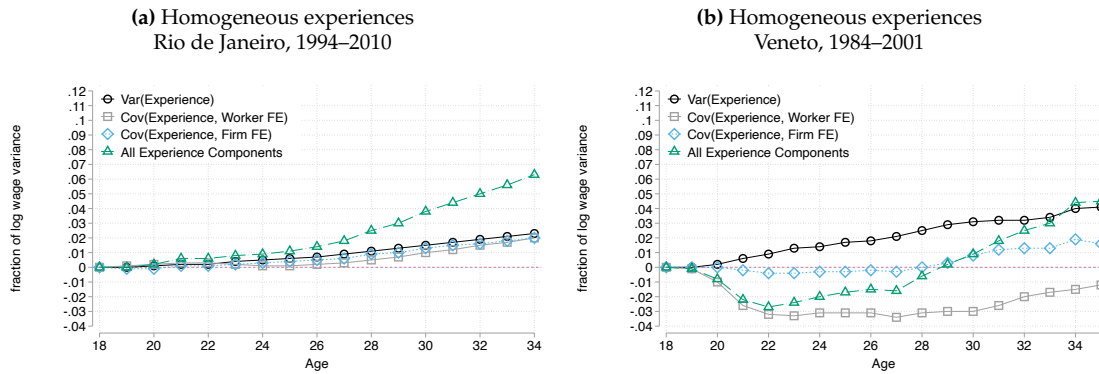 (a) Homogeneous experiences
Rio de Janeiro, 1994–2010
fraction of log wage variance
.12
.11
.1
.09
.08
.07
.06
.05
.04
.03
.02
.01
0
-.01
-.02
-.03
-.04
Var(Experience)
Cov(Experience, Worker FE)
Cov(Experience, Firm FE)
All Experience Components
18 20 22 24 26 28 30 32 34
Age
(b) Homogeneous experiences
Veneto, 1984–2001
fraction of log wage variance
.12
.11
.1
.09
.08
.07
.06
.05
.04
.03
.02
.01
0
-.01
-.02
-.03
-.04
Var(Experience)
Cov(Experience, Worker FE)
Cov(Experience, Firm FE)
All Experience Components
18 20 22 24 26 28 30 32 34
Age